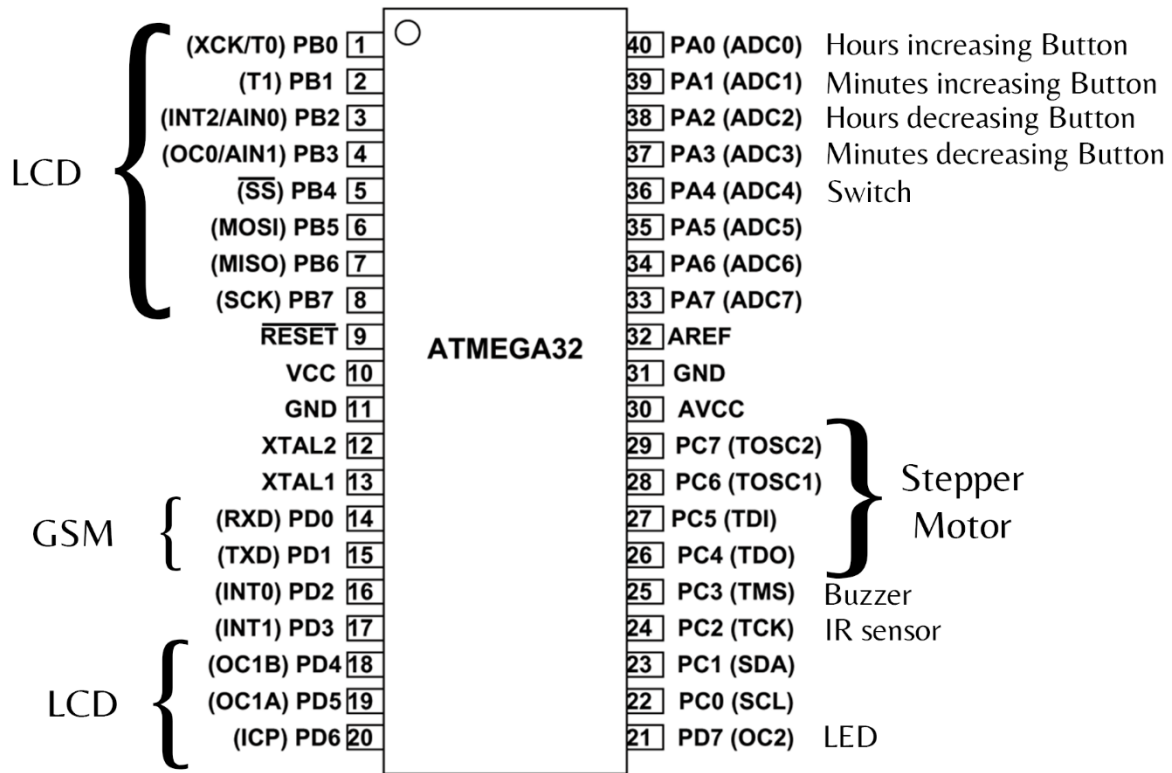 LCD
(XCK/T0) PB0 1
(T1) PB1 2
(INT2/AIN0) PB2 3
(OC0/AIN1) PB3 4
(SS) PB4 5
(MOSI) PB5 6
(MISO) PB6 7
(SCK) PB7 8
RESET 9
VCC 10
GND 11
XTAL2 12
XTAL1 13
GSM
(RXD) PD0 14
(TXD) PD1 15
(INT0) PD2 16
(INT1) PD3 17
LCD
(OC1B) PD4 18
(OC1A) PD5 19
(ICP) PD6 20
ATMEGA32
40 PA0 (ADC0) Hours increasing Button
39 PA1 (ADC1) Minutes increasing Button
38 PA2 (ADC2) Hours decreasing Button
37 PA3 (ADC3) Minutes decreasing Button
36 PA4 (ADC4) Switch
35 PA5 (ADC5)
34 PA6 (ADC6)
33 PA7 (ADC7)
32 AREF
31 GND
30 AVCC
29 PC7 (TOSC2)
28 PC6 (TOSC1)
27 PC5 (TDI)
26 PC4 (TDO)
Stepper
Motor
25 PC3 (TMS) Buzzer
24 PC2 (TCK) IR sensor
23 PC1 (SDA)
22 PC0 (SCL)
21 PD7 (OC2) LED